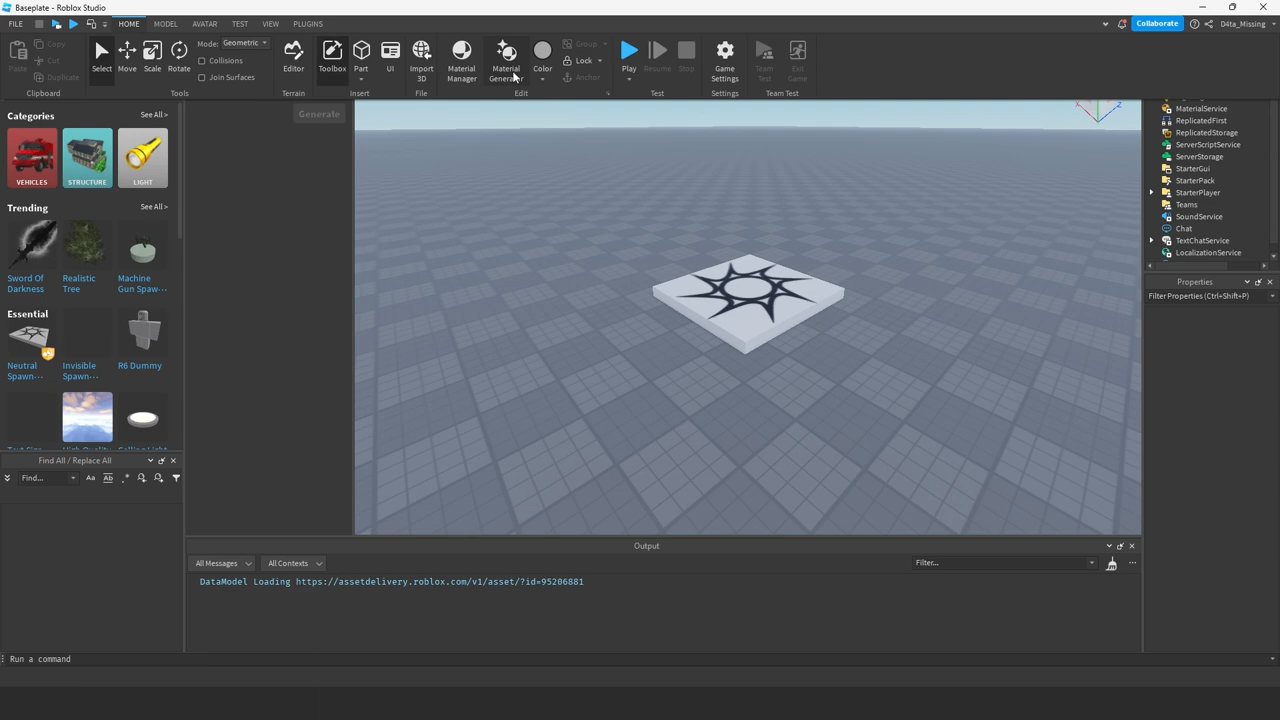 Baseplate - Roblox Studio
FILE HOME MODEL AVATAR TEST VIEW PLUGINS Collaborate D4ta_Missing
Paste Copy Cut Duplicate
Select Move Scale Rotate Mode: Geometric
Collisions
Join Surfaces
Editor Toolbox Part UI Import 3D Material Manager Material Generator Color Group Lock Anchor
Play Resume Stop Game Settings Team Test Exit Game
Clipboard Tools Terrain Insert File Edit Test Settings Team Test
Categories See All >
VEHICLES STRUCTURE LIGHT
Trending See All >
Sword Of Darkness
Realistic Tree
Machine Gun Spaw···
Essential
Neutral Spawn···
Invisible Spawn···
R6 Dummy
Find All / Replace All
Find... Aa Ab .*
Generate
MaterialService
ReplicatedFirst
ReplicatedStorage
ServerScriptService
ServerStorage
StarterGui
StarterPack
StarterPlayer
Teams
SoundService
Chat
TextChatService
LocalizationService
Properties
Filter Properties (Ctrl+Shift+P)
Output
All Messages All Contexts Filter...
DataModel Loading https://assetdelivery.roblox.com/v1/asset/?id=95206881
Run a command